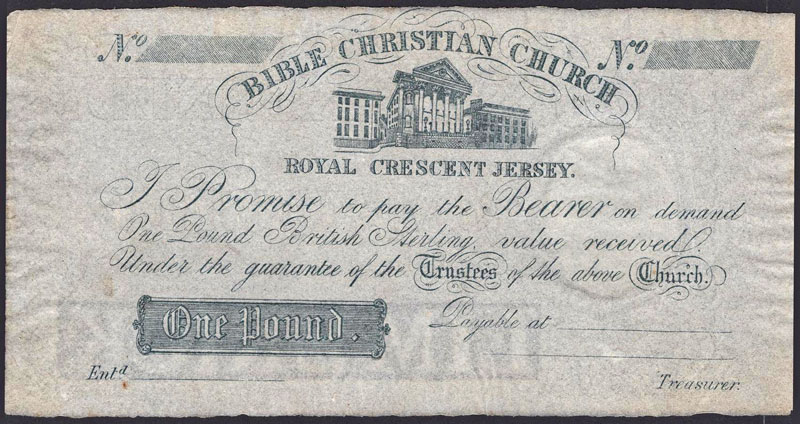 No No
BIBLE CHRISTIAN CHURCH
ROYAL CRESCENT JERSEY.
I Promise to pay the Bearer on demand
One Pound British Sterling, value received.
Under the guarantee of the Trustees of the above Church.
One Pound.
Payable at
Entd
Treasurer.